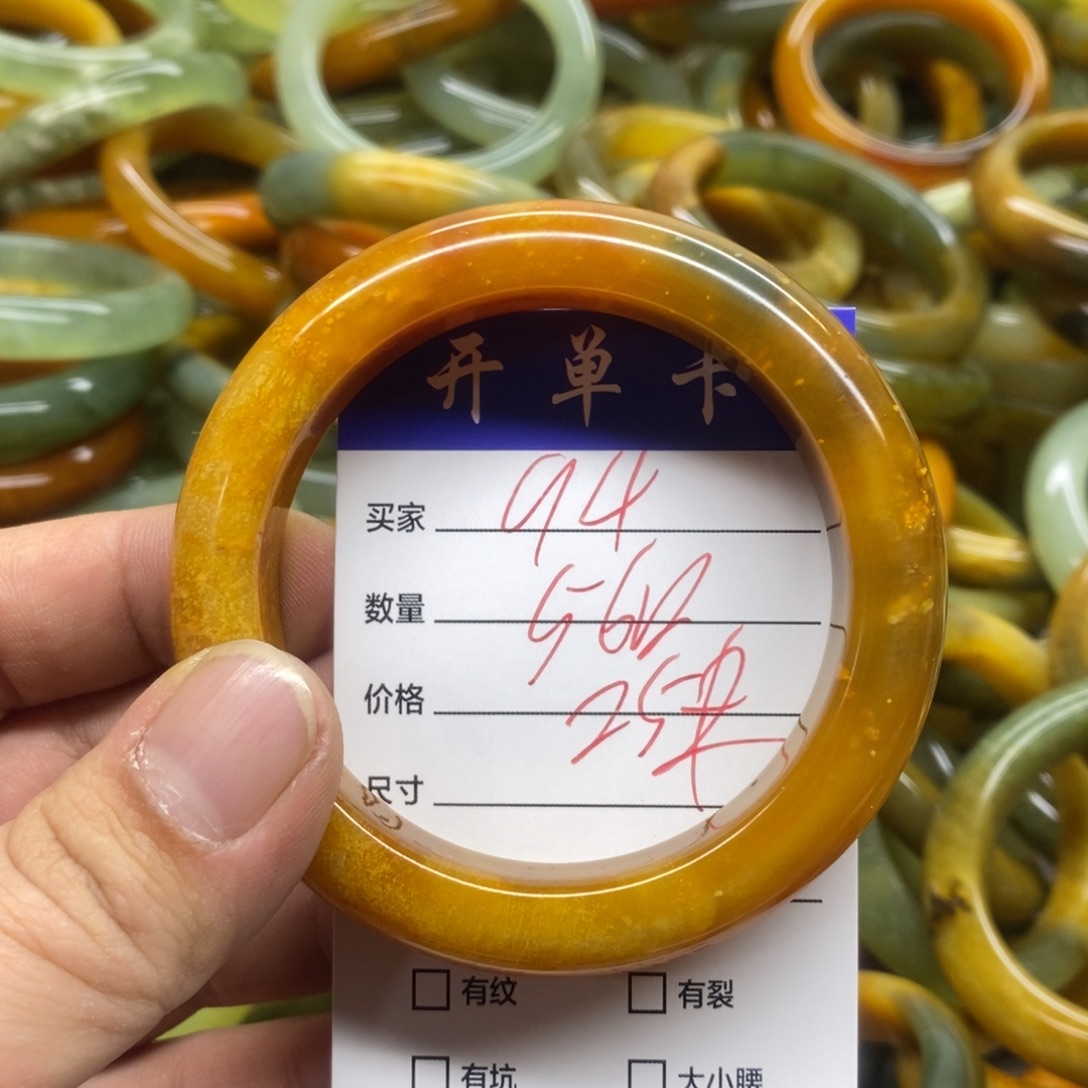 开单卡
买家 94
数量 560
价格
尺寸
有纹 有裂
有坑 大小腰